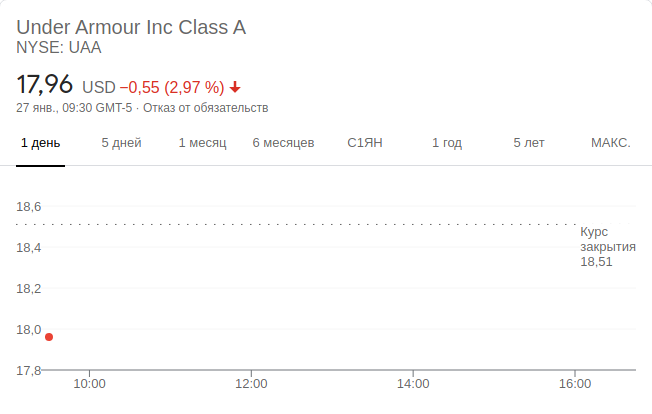 Under Armour Inc Class A
NYSE: UAA
17,96 USD −0,55 (2,97 %)
27 янв., 09:30 GMT-5 · Отказ от обязательств
1 день 5 дней 1 месяц 6 месяцев С1ЯН 1 год 5 лет МАКС.
18,6
Курс
закрытия
18,51
18,4
18,2
18,0
17,8
10:00 12:00 14:00 16:00